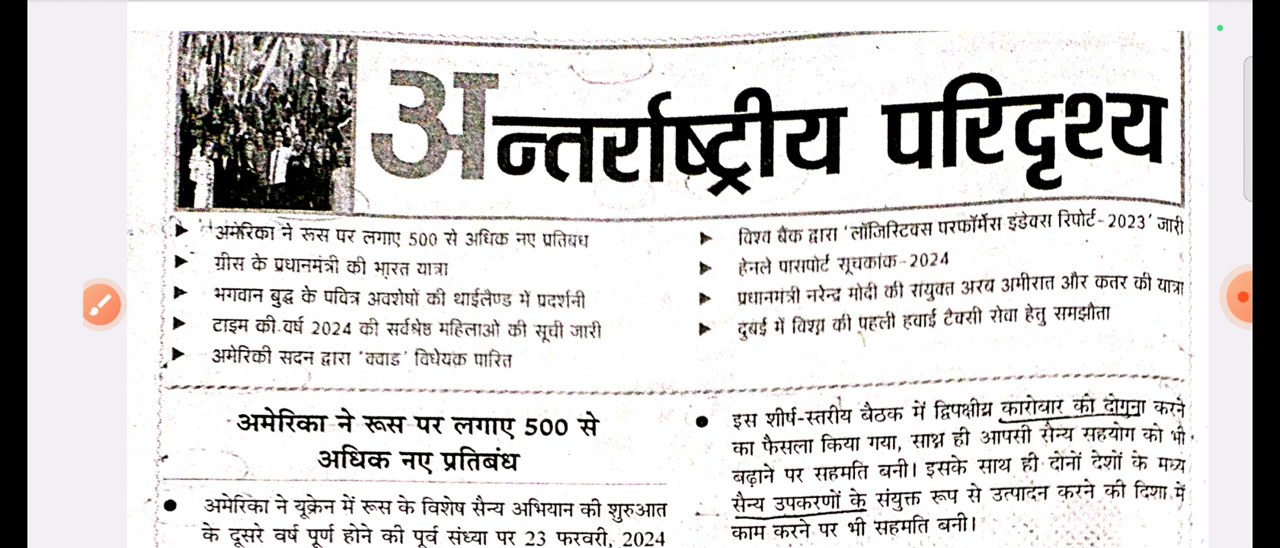 अन्तर्राष्ट्रीय परिदृश्य
अमेरिका ने रूस पर लगाए 500 से अधिक नए प्रतिबंध
ग्रीस के प्रधानमंत्री की भारत यात्रा
भगवान बुद्ध के पवित्र अवशेषों की थाईलैण्ड में प्रदर्शनी
टाइम की वर्ष 2024 की सर्वश्रेष्ठ महिलाओं की सूची जारी
अमेरिकी सदन द्वारा 'क्वाड' विधेयक पारित
विश्व बैंक द्वारा 'लॉजिस्टिक्स परफॉर्मेंस इंडेक्स रिपोर्ट-2023' जारी
हेनले पासपोर्ट सूचकांक-2024
प्रधानमंत्री नरेन्द्र मोदी की संयुक्त अरब अमीरात और कतर की यात्रा
दुबई में विश्व की पहली हवाई टैक्सी सेवा हेतु समझौता
अमेरिका ने रूस पर लगाए 500 से
अधिक नए प्रतिबंध
● अमेरिका ने यूक्रेन में रूस के विशेष सैन्य अभियान की शुरुआत
के दूसरे वर्ष पूर्ण होने की पूर्व संध्या पर 23 फरवरी, 2024
● इस शीर्ष-स्तरीय बैठक में द्विपक्षीय कारोबार को दोगुना करने
का फैसला किया गया, साथ ही आपसी सैन्य सहयोग को भी
बढ़ाने पर सहमति बनी। इसके साथ ही दोनों देशों के मध्य
सैन्य उपकरणों के संयुक्त रूप से उत्पादन करने की दिशा में
काम करने पर भी सहमति बनी।